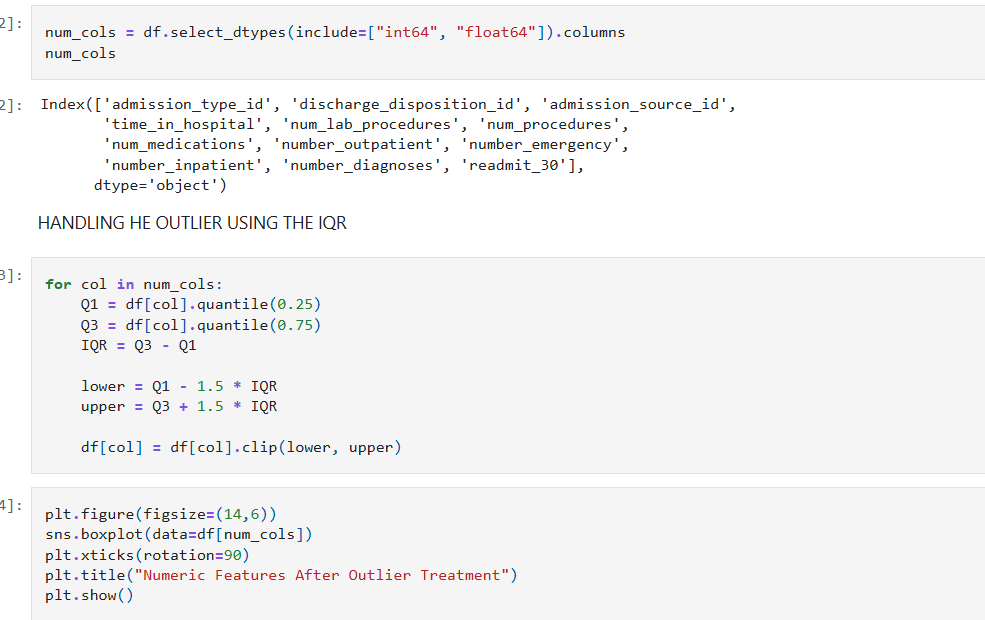 2]:
num_cols = df.select_dtypes(include=["int64", "float64"]).columns
num_cols
2]:
Index(['admission_type_id', 'discharge_disposition_id', 'admission_source_id',
       'time_in_hospital', 'num_lab_procedures', 'num_procedures',
       'num_medications', 'number_outpatient', 'number_emergency',
       'number_inpatient', 'number_diagnoses', 'readmit_30'],
      dtype='object')
HANDLING HE OUTLIER USING THE IQR
3]:
for col in num_cols:
    Q1 = df[col].quantile(0.25)
    Q3 = df[col].quantile(0.75)
    IQR = Q3 - Q1

    lower = Q1 - 1.5 * IQR
    upper = Q3 + 1.5 * IQR

    df[col] = df[col].clip(lower, upper)
4]:
plt.figure(figsize=(14,6))
sns.boxplot(data=df[num_cols])
plt.xticks(rotation=90)
plt.title("Numeric Features After Outlier Treatment")
plt.show()